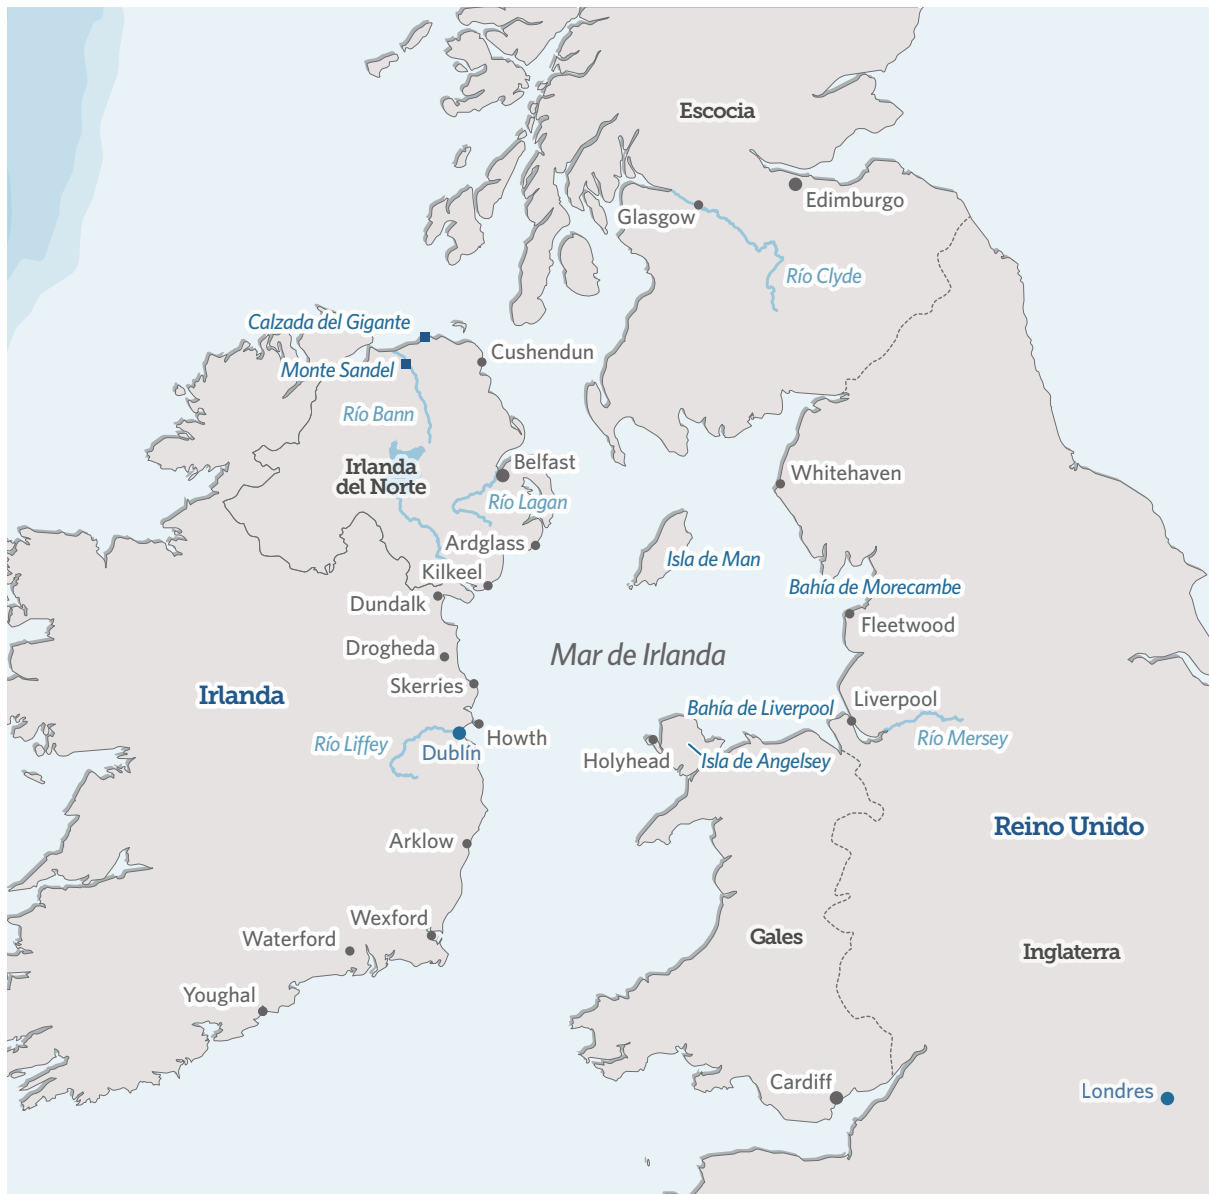 Escocia
Edimburgo
Glasgow
Río Clyde
Calzada del Gigante
Cushendun
Monte Sandel
Río Bann
Belfast
Irlanda
del Norte
Whitehaven
Río Lagan
Ardglass
Isla de Man
Kilkeel
Bahía de Morecambe
Dundalk
Fleetwood
Drogheda
Mar de Irlanda
Skerries
Irlanda
Liverpool
Bahía de Liverpool
Howth
Río Mersey
Río Liffey
Dublín
Holyhead
Isla de Angelsey
Reino Unido
Arklow
Wexford
Waterford
Gales
Inglaterra
Youghal
Cardiff
Londres